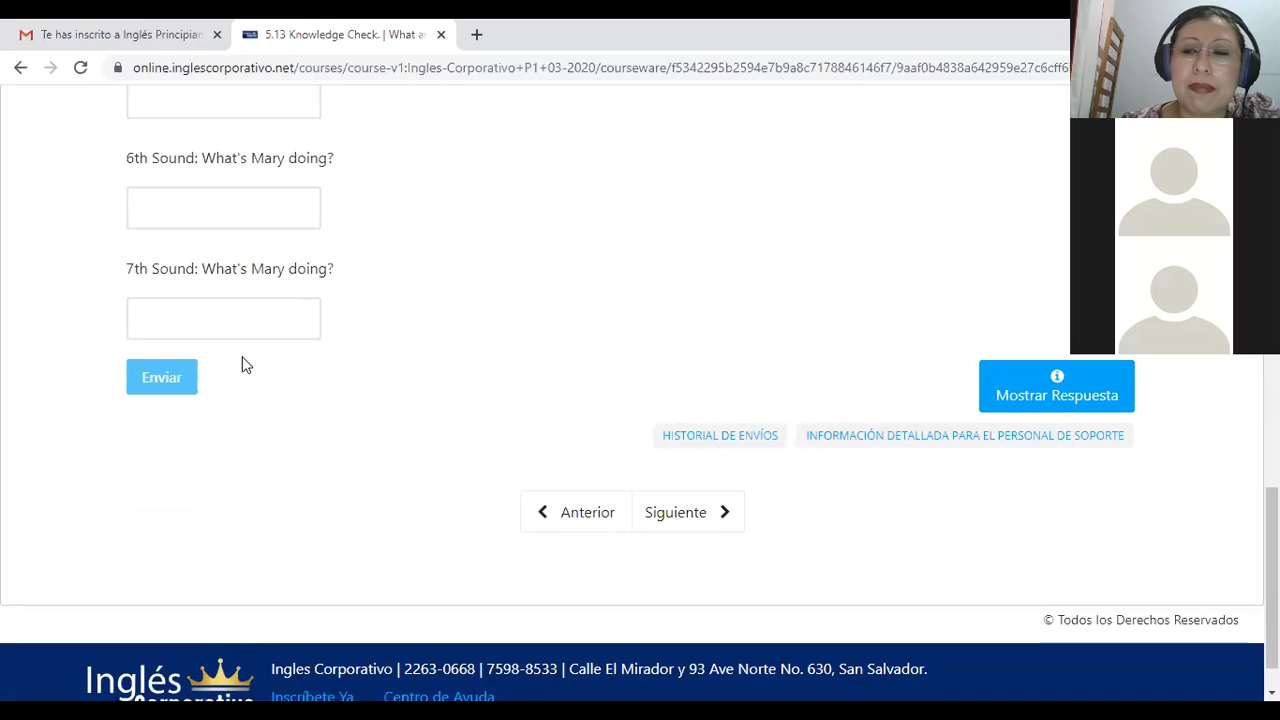 Te has inscrito a Inglés Principian
5.13 Knowledge Check. | What a
online.inglescorporativo.net/courses/course-v1:Ingles-Corporativo+P1+03-2020/courseware/f5342295b2594e7b9a8c7178846146f7/9aaf0b4838a642959e27c6cff6
6th Sound: What's Mary doing?
7th Sound: What's Mary doing?
Enviar
Mostrar Respuesta
HISTORIAL DE ENVÍOS
INFORMACIÓN DETALLADA PARA EL PERSONAL DE SOPORTE
Anterior
Siguiente
© Todos los Derechos Reservados
Inglés
Corporativo
Ingles Corporativo | 2263-0668 | 7598-8533 | Calle El Mirador y 93 Ave Norte No. 630, San Salvador.
Inscríbete Ya
Centro de Ayuda